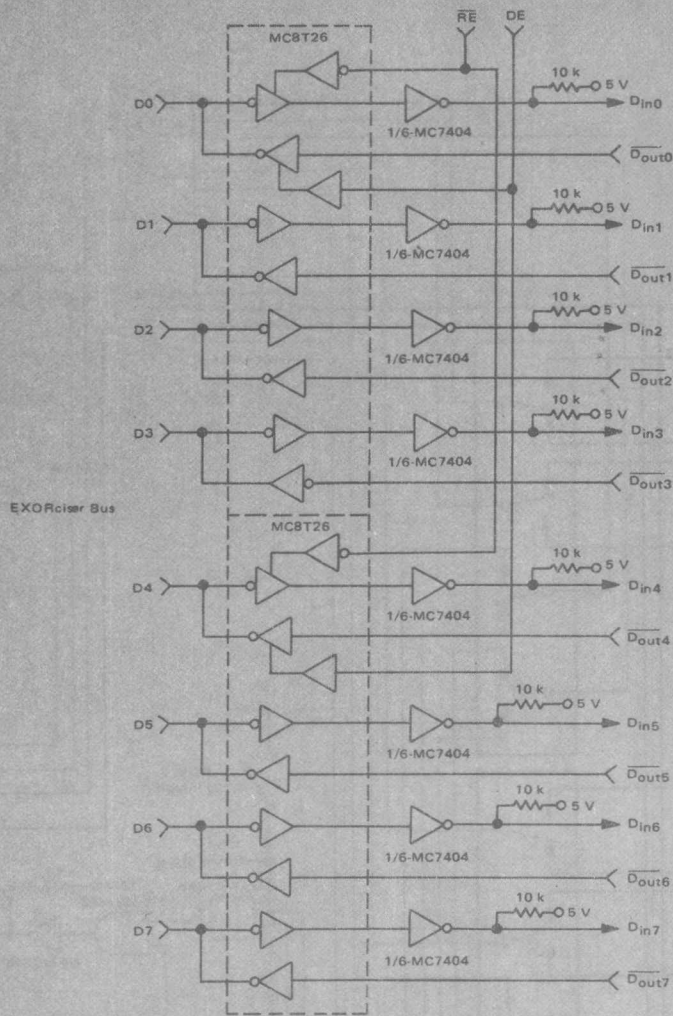 RE DE
MC8T26
10 k
5 V
D0
Din0
1/6-MC7404
Dout0
10 k
5 V
D1
Din1
1/6-MC7404
Dout1
10 k
5 V
D2
Din2
1/6-MC7404
Dout2
10 k
5 V
D3
Din3
1/6-MC7404
Dout3
EXORciser Bus
MC8T26
10 k
5 V
D4
Din4
1/6-MC7404
Dout4
10 k
5 V
D5
Din5
1/6-MC7404
Dout5
10 k
5 V
D6
Din6
1/6-MC7404
Dout6
10 k
5 V
D7
Din7
1/6-MC7404
Dout7